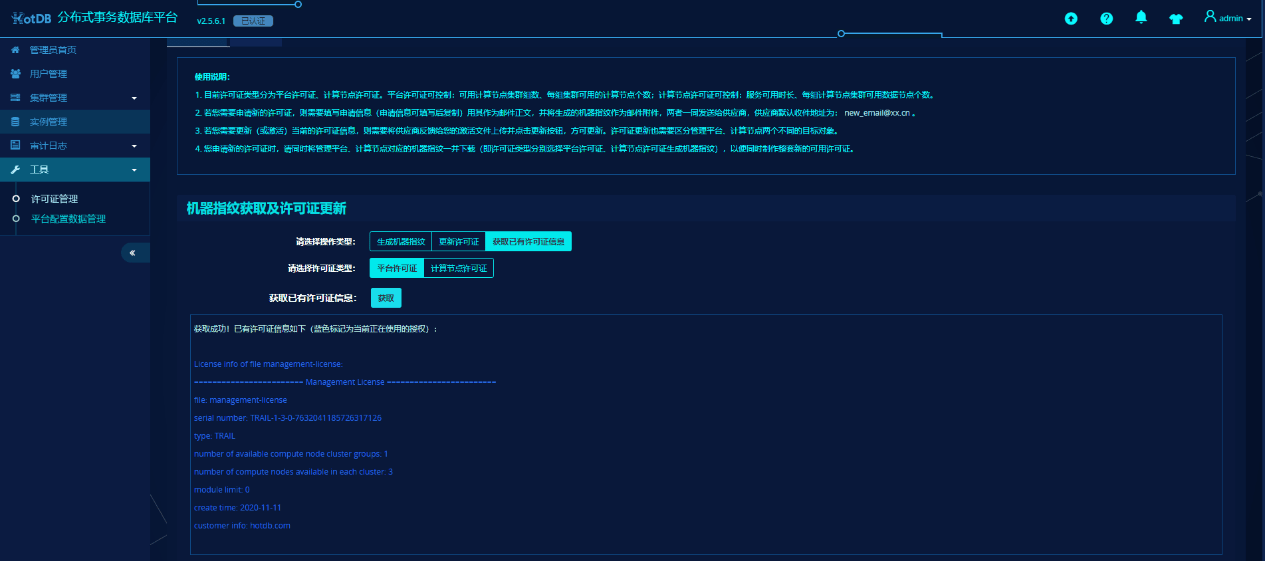 HotDB 分布式事务数据库平台
v2.5.6.1
已认证
admin
管理员首页
用户管理
集群管理
实例管理
审计日志
工具
许可证管理
平台配置数据管理
使用说明:
1. 目前许可证类型分为平台许可证、计算节点许可证。平台许可证可控制：可用计算节点集群组数、每组集群可用的计算节点个数；计算节点许可证可控制：服务可用时长、每组计算节点集群可用数据节点个数。
2. 若您需要申请新的许可证，则需要填写申请信息（申请信息可填写后复制）用其作为邮件正文，并将生成的机器指纹作为邮件附件，两者一同发送给供应商，供应商默认收件地址为： new_email@xx.cn 。
3. 若您需要更新（或激活）当前的许可证信息，则需要将供应商反馈给您的激活文件上传并点击更新按钮，方可更新。许可证更新也需要区分管理平台、计算节点两个不同的目标对象。
4. 您申请新的许可证时，请同时将管理平台、计算节点对应的机器指纹一并下载（即许可证类型分别选择平台许可证、计算节点许可证生成机器指纹），以便同时制作搜赛新的可用许可证。
机器指纹获取及许可证更新
请选择操作类型：
生成机器指纹
更新许可证
获取已有许可证信息
请选择许可证类型：
平台许可证
计算节点许可证
获取已有许可证信息：
获取
获取成功！已有许可证信息如下（蓝色标记为当前正在使用的授权）：
License info of file management-license:
======================== Management License ========================
file: management-license
serial number: TRAIL-1-3-0-7632041185726317126
type: TRAIL
number of available compute node cluster groups: 1
number of compute nodes available in each cluster: 3
module limit: 0
create time: 2020-11-11
customer info: hotdb.com